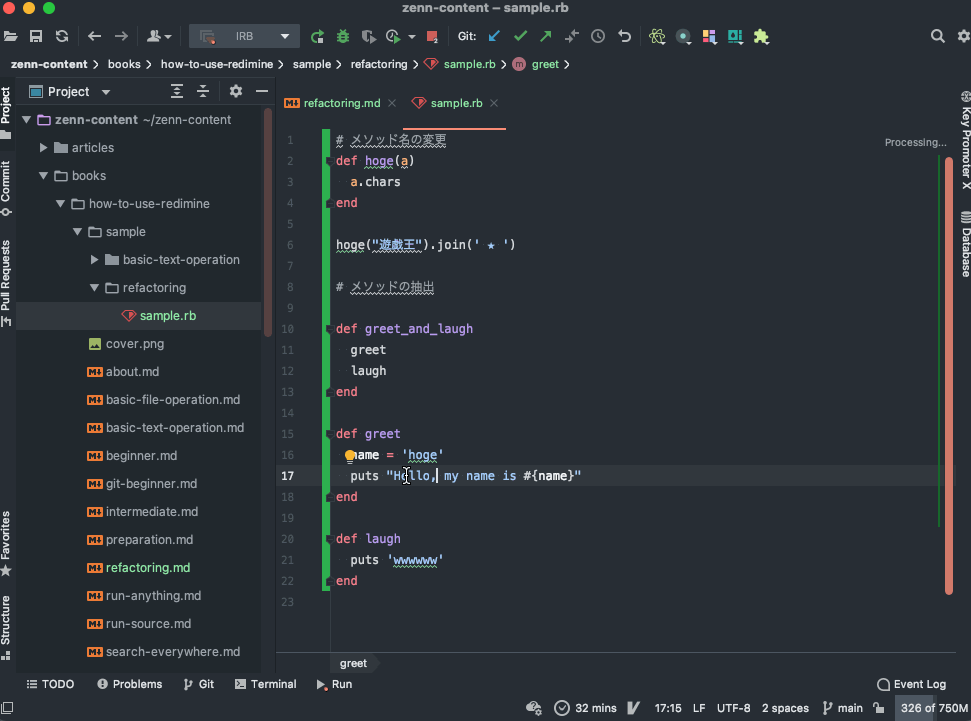 zenn-content – sample.rb
IRB
Git:
zenn-content
books
how-to-use-redimine
sample
refactoring
sample.rb
m
greet
Project
Commit
Pull Requests
Favorites
Structure
Project
zenn-content ~/zenn-content
articles
books
how-to-use-redimine
sample
basic-text-operation
refactoring
sample.rb
cover.png
about.md
basic-file-operation.md
basic-text-operation.md
beginner.md
git-beginner.md
intermediate.md
preparation.md
refactoring.md
run-anything.md
run-source.md
search-everywhere.md
refactoring.md
sample.rb
Processing...
1 # メソッド名の変更
2 def hoge(a)
3 a.chars
4 end
5
6 hoge("遊戯王").join(' ★ ')
7
8 # メソッドの抽出
9
10 def greet_and_laugh
11 greet
12 laugh
13 end
14
15 def greet
16 name = 'hoge'
17 puts "Hello, my name is #{name}"
18 end
19
20 def laugh
21 puts 'wwwwww'
22 end
23
greet
Key Promoter X
Database
TODO
Problems
Git
Terminal
Run
Event Log
32 mins
17:15
LF
UTF-8
2 spaces
main
326 of 750M